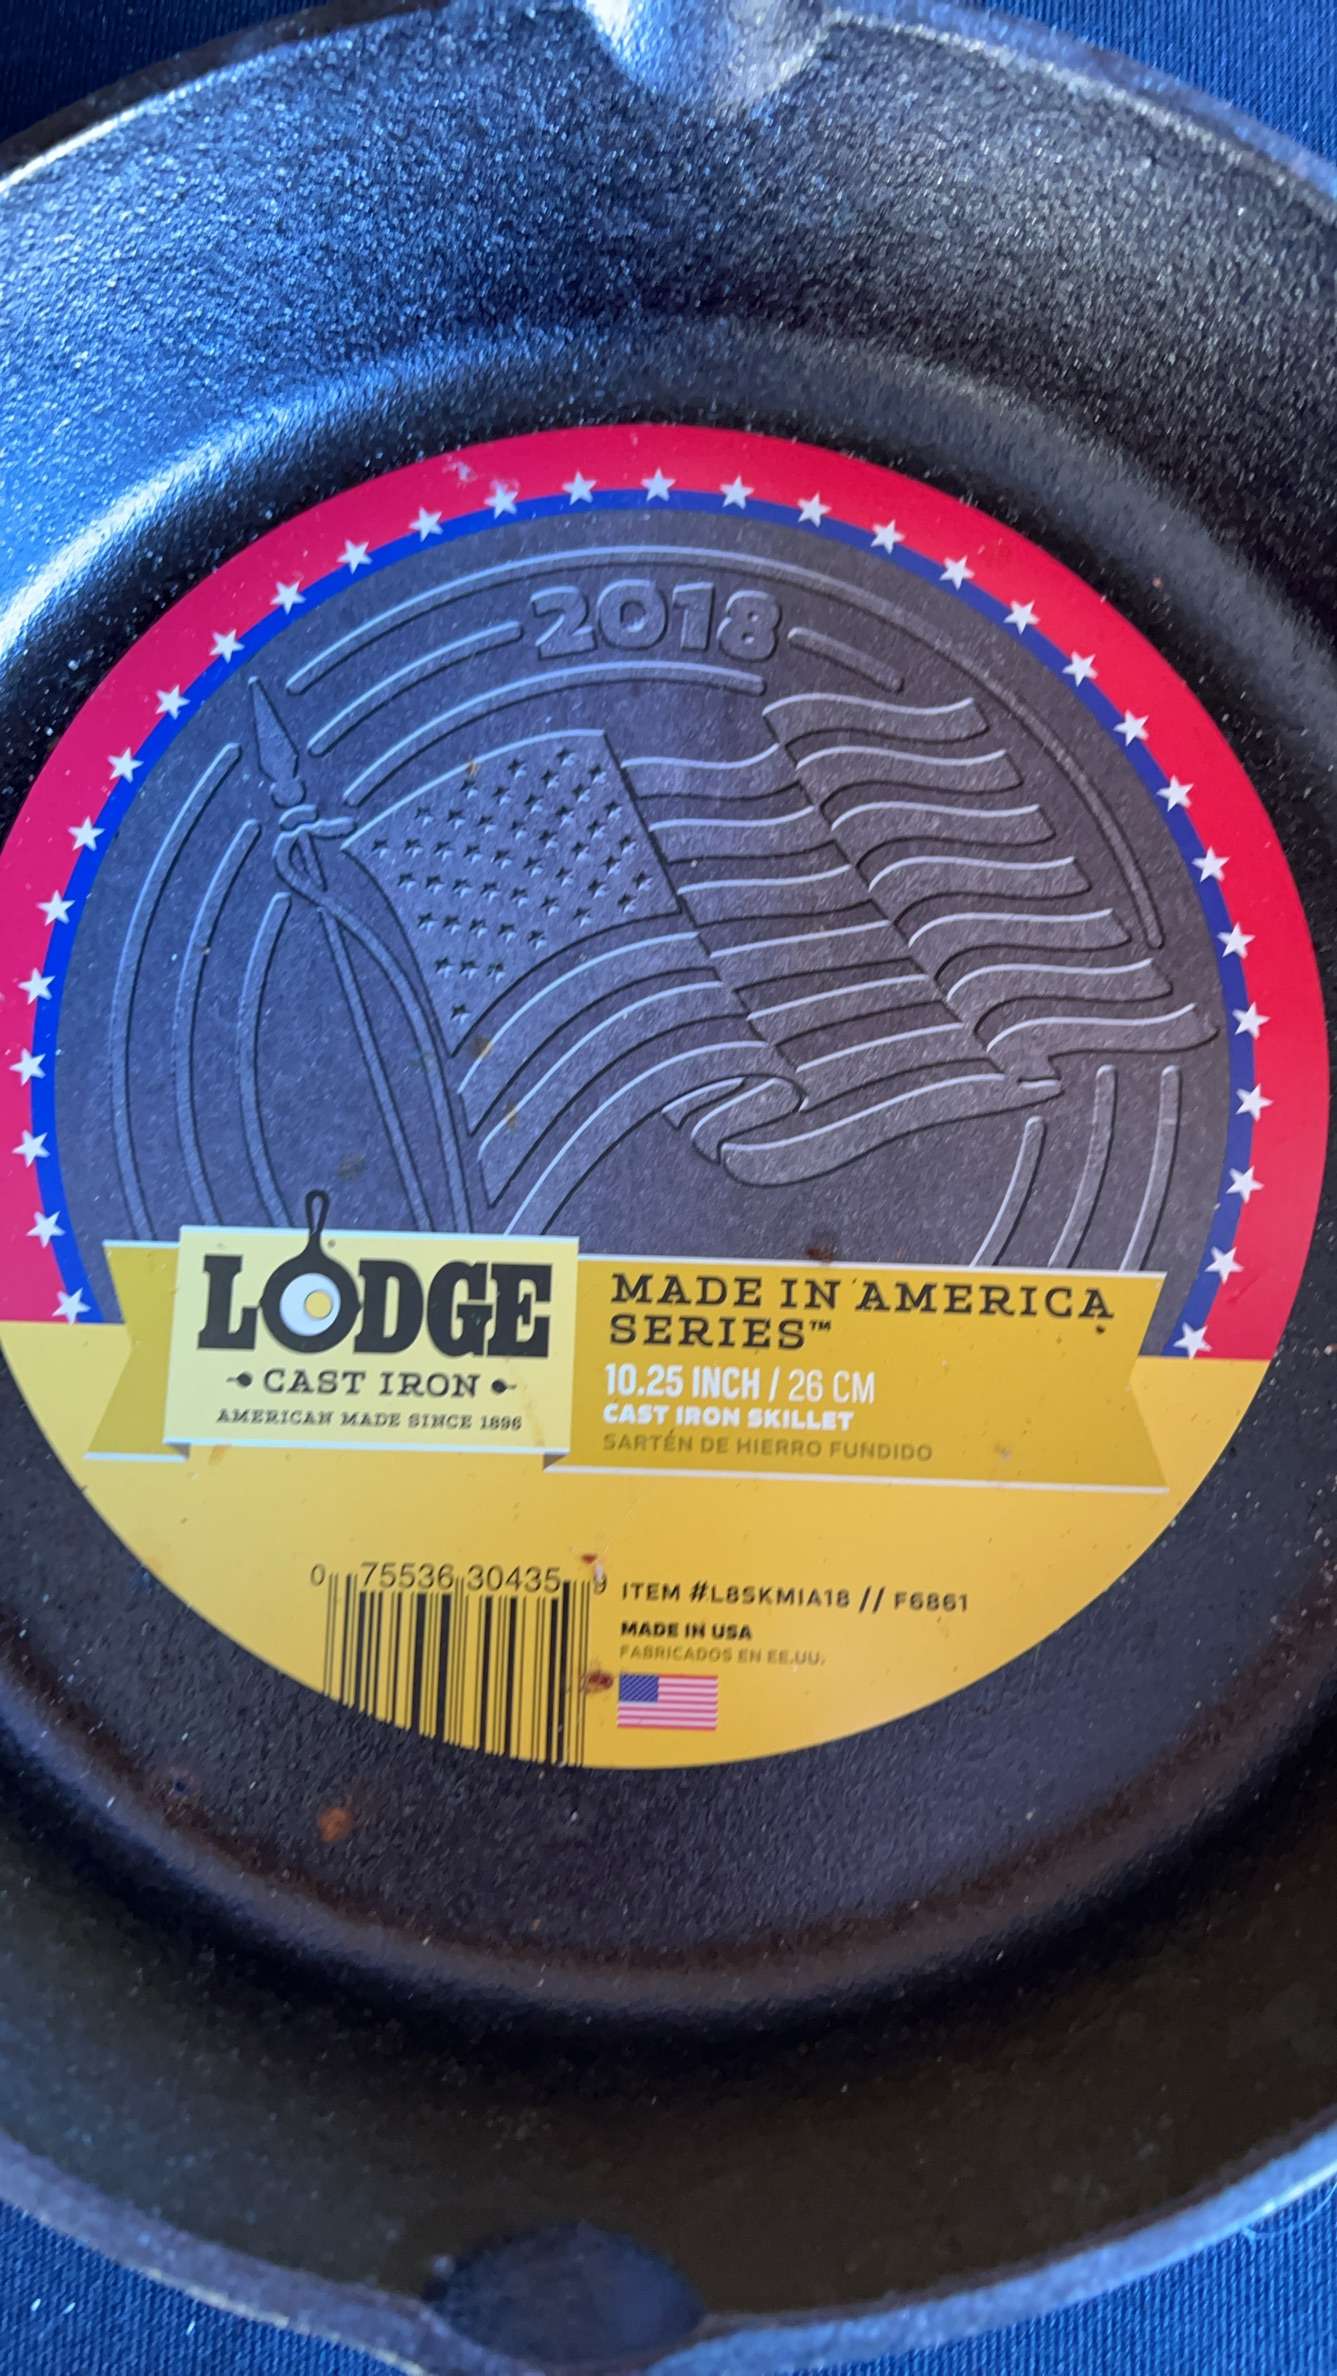 2018
LODGE
CAST IRON
AMERICAN MADE SINCE 1896
MADE IN AMERICA
SERIES™
10.25 INCH / 26 CM
CAST IRON SKILLET
SARTÉN DE HIERRO FUNDIDO
0 75536 30435 9
ITEM #L8SKMIA18 // F6861
MADE IN USA
FABRICADOS EN EE.UU.